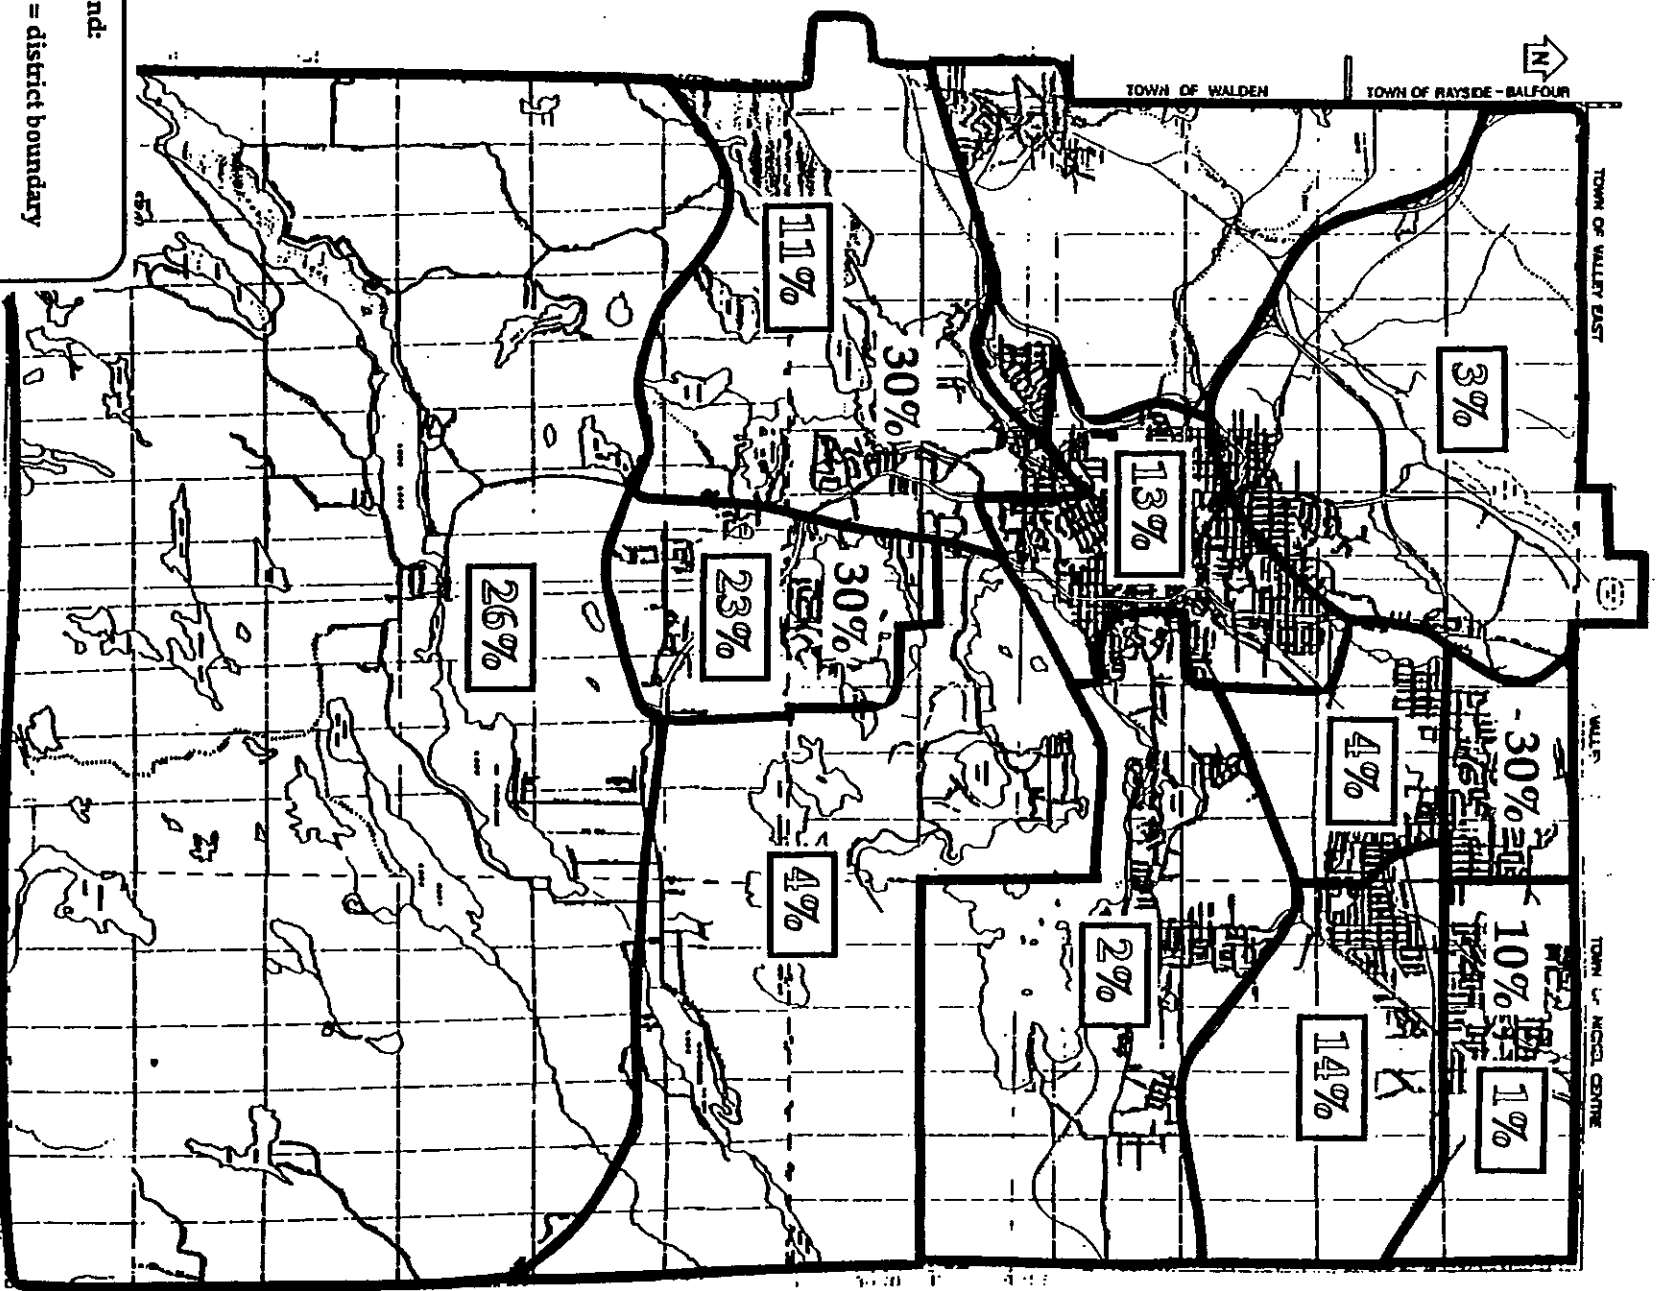 nd:
= district boundary
N
TOWN OF WALDEN
TOWN OF RAYSIDE-BALFOUR
TOWN OF VALLEY EAST
TOWN OF NICKEL CENTRE
3%
11%
30%
13%
30%
23%
26%
4%
-30%
4%
10%
2%
14%
1%